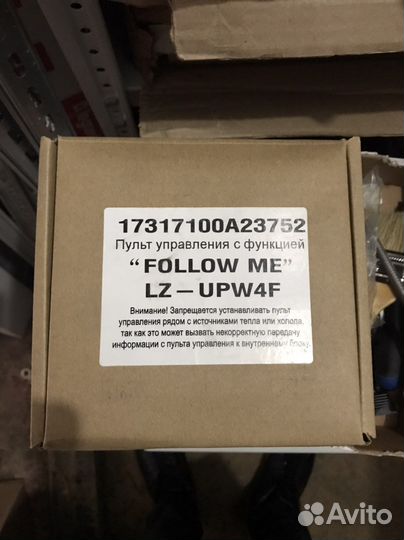 17317100A23752
Пульт управления с функцией
“FOLLOW ME”
LZ – UPW4F
Внимание! Запрещается устанавливать пульт
управления рядом с источниками тепла или холода,
так как это может вызвать некорректную передачу
информации с пульта управления к внутреннему блоку.
Avito